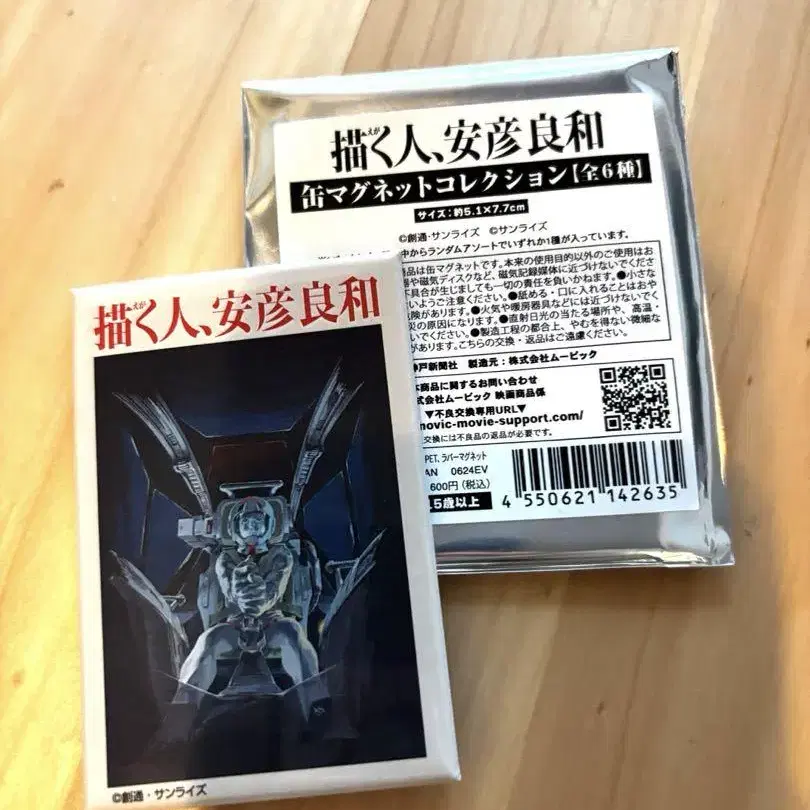 描く人、安彦良和
えが
缶マグネットコレクション【全6種】
サイズ:約5.1×7.7cm
©創通・サンライズ ©サンライズ
中からランダムアソートでいずれか1種が入っています。
商品は缶マグネットです。本来の使用目的以外のご使用はお
器や磁気ディスクなど、磁気記録媒体に近づけないでくださ
不具合が生じましても一切の責任を負いかねます。●小さな
いようご注意ください。●舐める・口に入れることはおや
危険があります。●火気や暖房器具などには近づけないでく
災の原因になります。●直射日光の当たる場所や、高温・
いでください。●製造工程の都合上、やむを得ない微細な
があります。こちらの交換・返品はご遠慮ください。
神戸新聞社 製造元:株式会社ムービック
本商品に関するお問い合わせ
式会社ムービック 映画商品係
▼不良交換専用URL▼
movic-movie-support.com/
交換には不良品の返品が必要です。
PET、ラバーマグネット
AN 0624EV
600円(税込)
15歳以上
4 550621 142635
描く人、安彦良和
えが
©創通・サンライズ